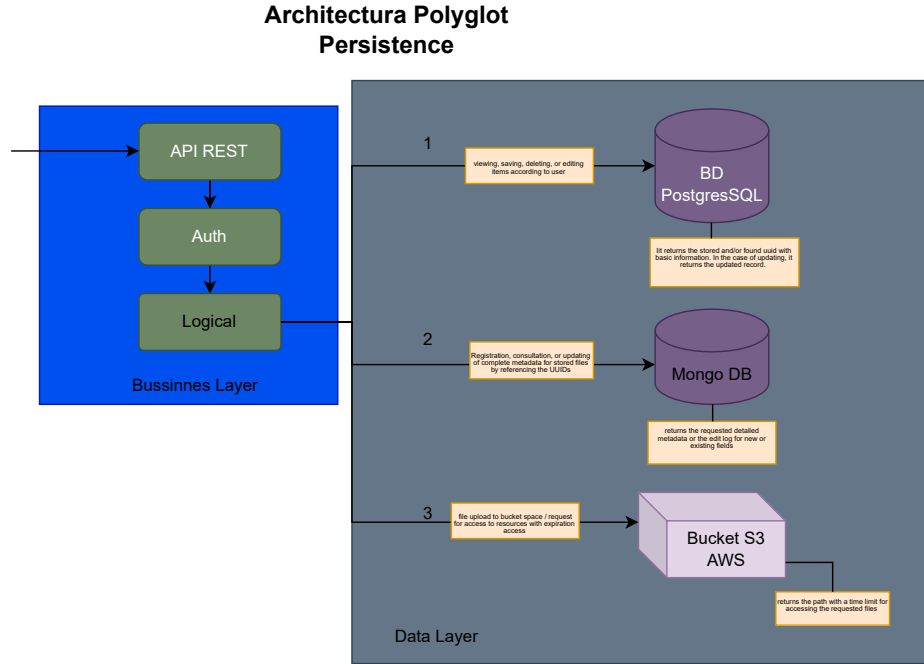 Architectura Polyglot
Persistence
API REST
Auth
Logical
Bussinnes Layer
1
viewing, saving, deleting, or editing
items according to user
BD
PostgresSQL
Iit returns the stored and/or found uuid with
basic information. In the case of updating, it
returns the updated record.
2
Registration, consultation, or updating
of complete metadata for stored files
by referencing the UUIDs
Mongo DB
returns the requested detailed
metadata or the edit log for new or
existing fields
3
file upload to bucket space / request
for access to resources with expiration
access
Bucket S3
AWS
returns the path with a time limit for
accessing the requested files
Data Layer